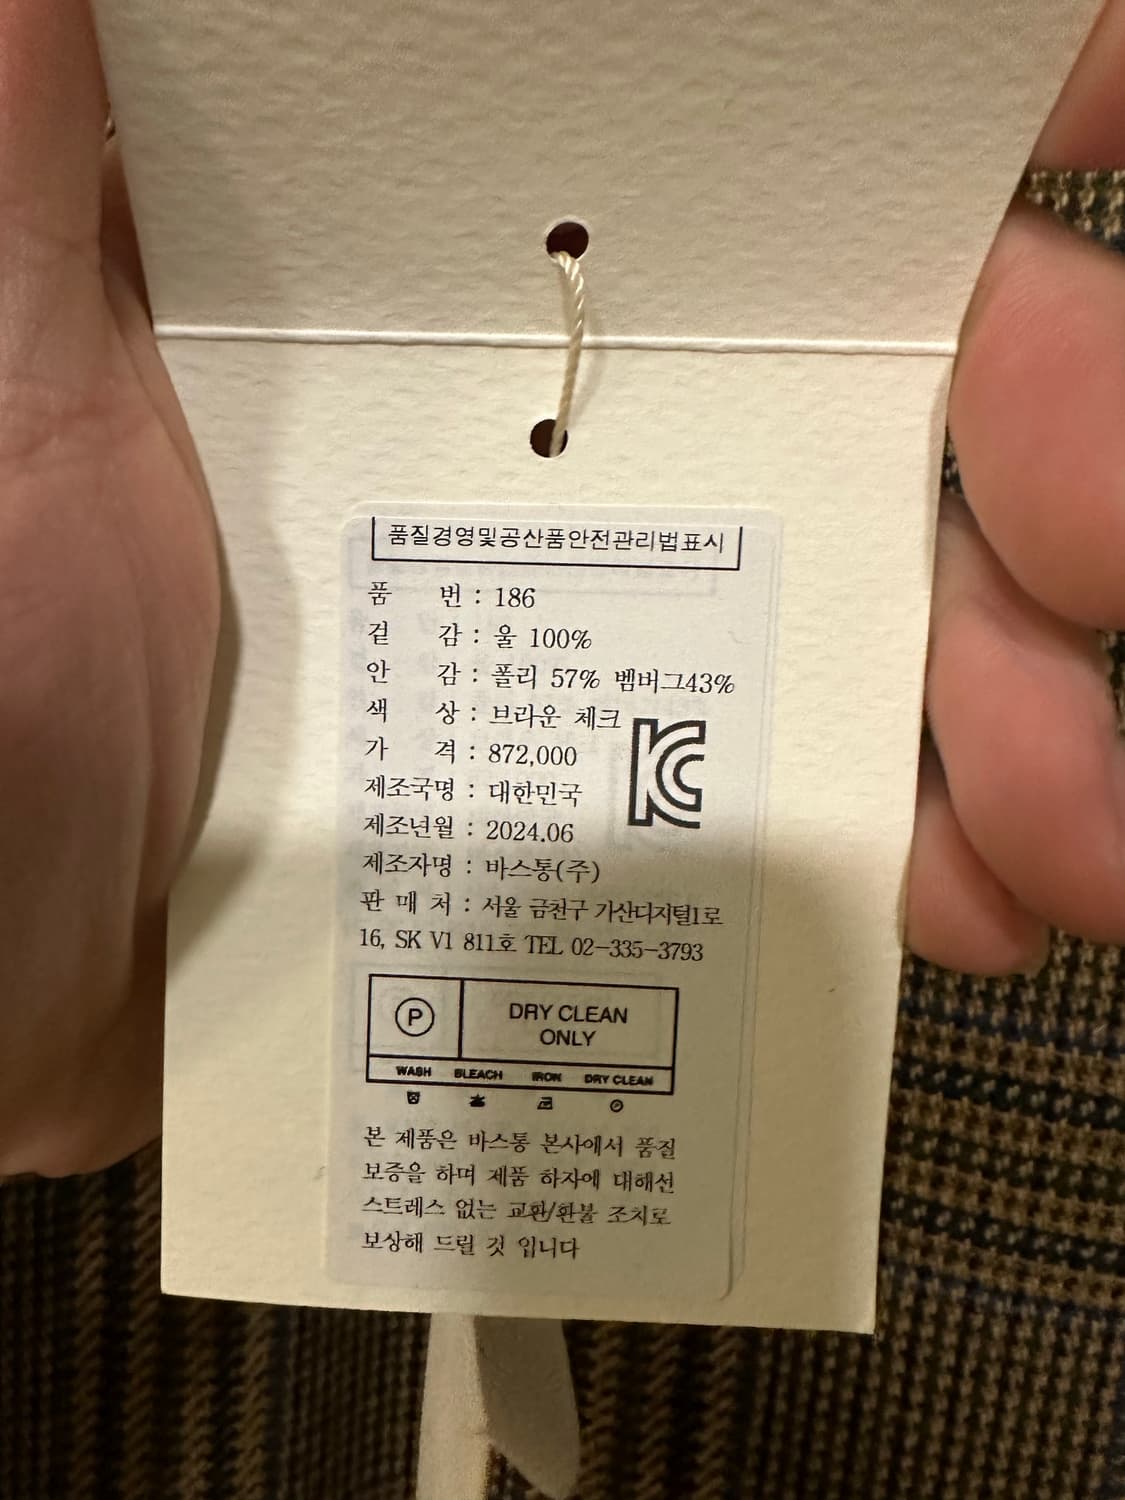 품질경영및공산품안전관리법표시
품 번 : 186
겉 감 : 울 100%
안 감 : 폴리 57% 벰버그43%
색 상 : 브라운 체크
가 격 : 872,000
제조국명 : 대한민국
제조년월 : 2024.06
제조자명 : 바스통(주)
판 매 처 : 서울 금천구 가산디지털1로
16, SK V1 811호 TEL 02-335-3793
P
DRY CLEAN
ONLY
WASH BLEACH IRON DRY CLEAN
본 제품은 바스통 본사에서 품질
보증을 하며 제품 하자에 대해선
스트레스 없는 교환/환불 조치로
보상해 드릴 것 입니다